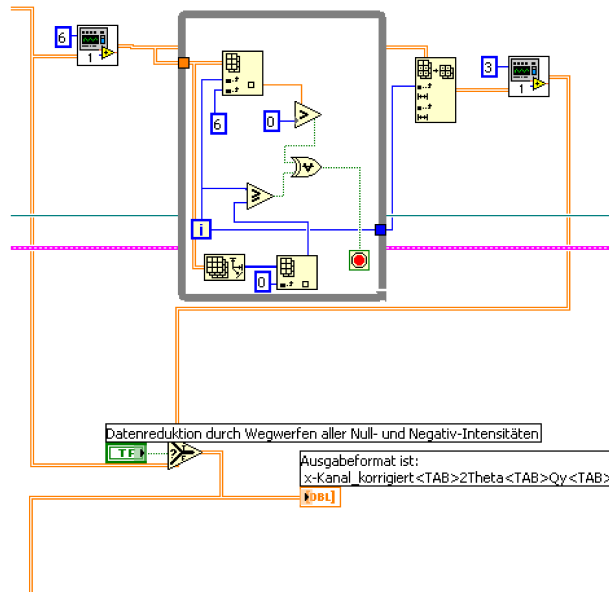 6
3
1
1
6
0
i
0
Datenreduktion durch Wegwerfen aller Null- und Negativ-Intensitäten
TF
Ausgabeformat ist:
x-Kanal_korrigiert<TAB>2Theta<TAB>Qy<TAB>
DBL]